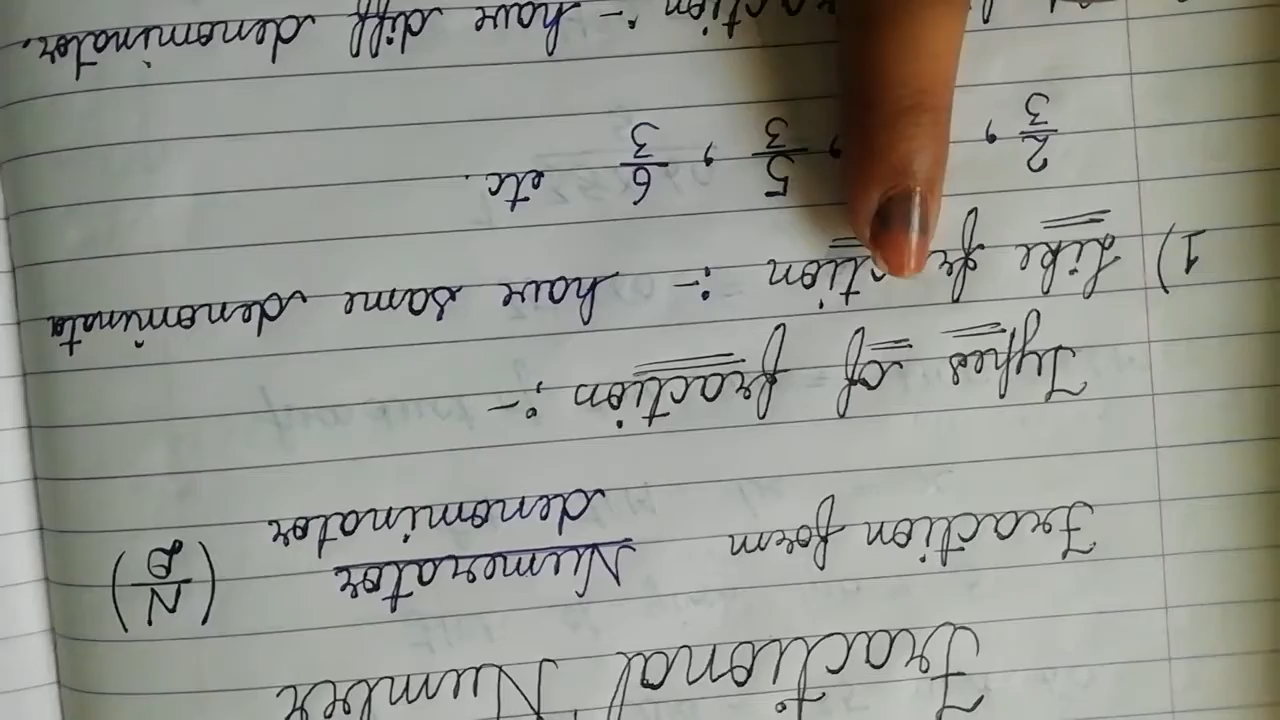 Fractional Number
Fraction form Numerator/denominator (N/D)
Types of fraction :-
1) Like fraction :- have same denominato
2/3 , , 5/3 , 6/3 etc.
:- have diff denominator.